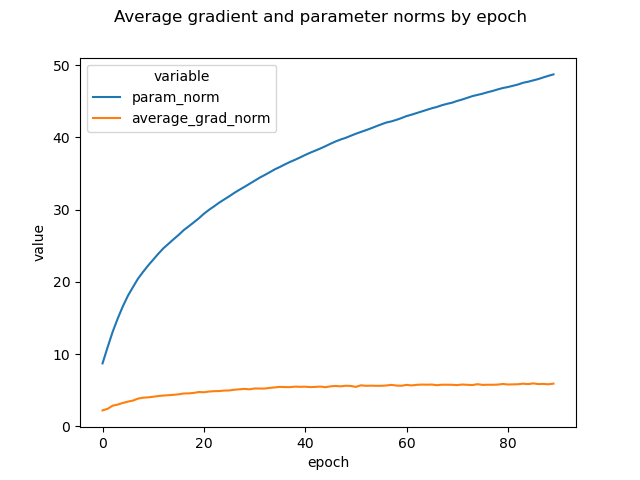 Average gradient and parameter norms by epoch
variable
param_norm
average_grad_norm
50
40
30
20
10
0
value
0 20 40 60 80
epoch